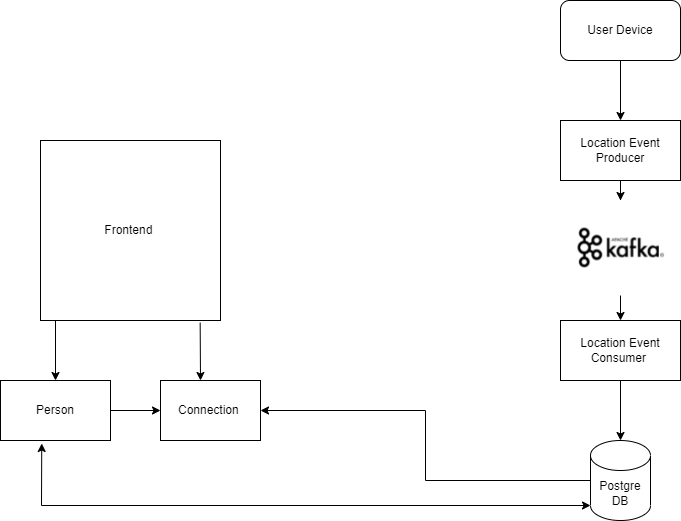 User Device
Location Event
Producer
Frontend
APACHE
kafka
Location Event
Consumer
Person
Connection
Postgre
DB